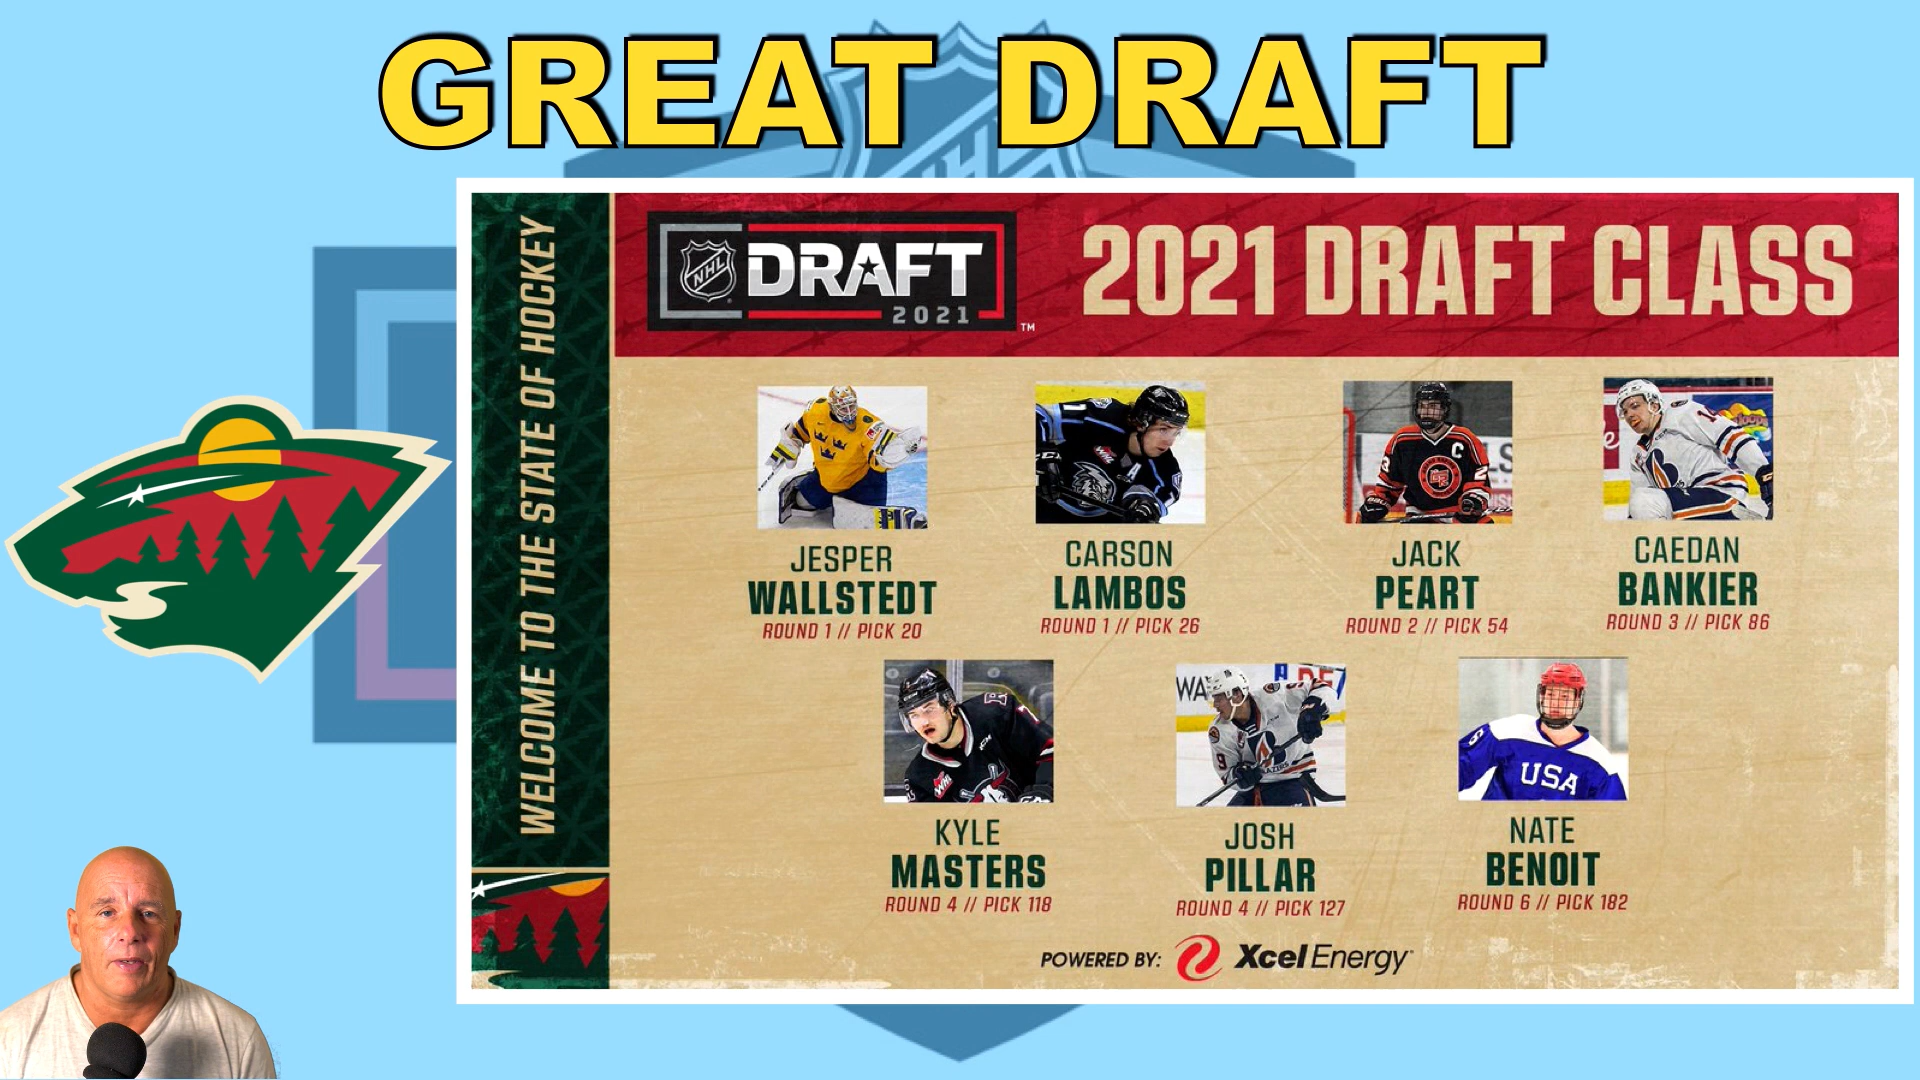 GREAT DRAFT
NHL
WELCOME TO THE STATE OF HOCKEY
NHL
DRAFT
2021
TM
2021 DRAFT CLASS
JESPER
WALLSTEDT
ROUND 1 // PICK 20
CARSON
LAMBOS
ROUND 1 // PICK 26
JACK
PEART
ROUND 2 // PICK 54
CAEDAN
BANKIER
ROUND 3 // PICK 86
C
USA
KYLE
MASTERS
ROUND 4 // PICK 118
JOSH
PILLAR
ROUND 4 // PICK 127
NATE
BENOIT
ROUND 6 // PICK 182
POWERED BY:
Xcel Energy